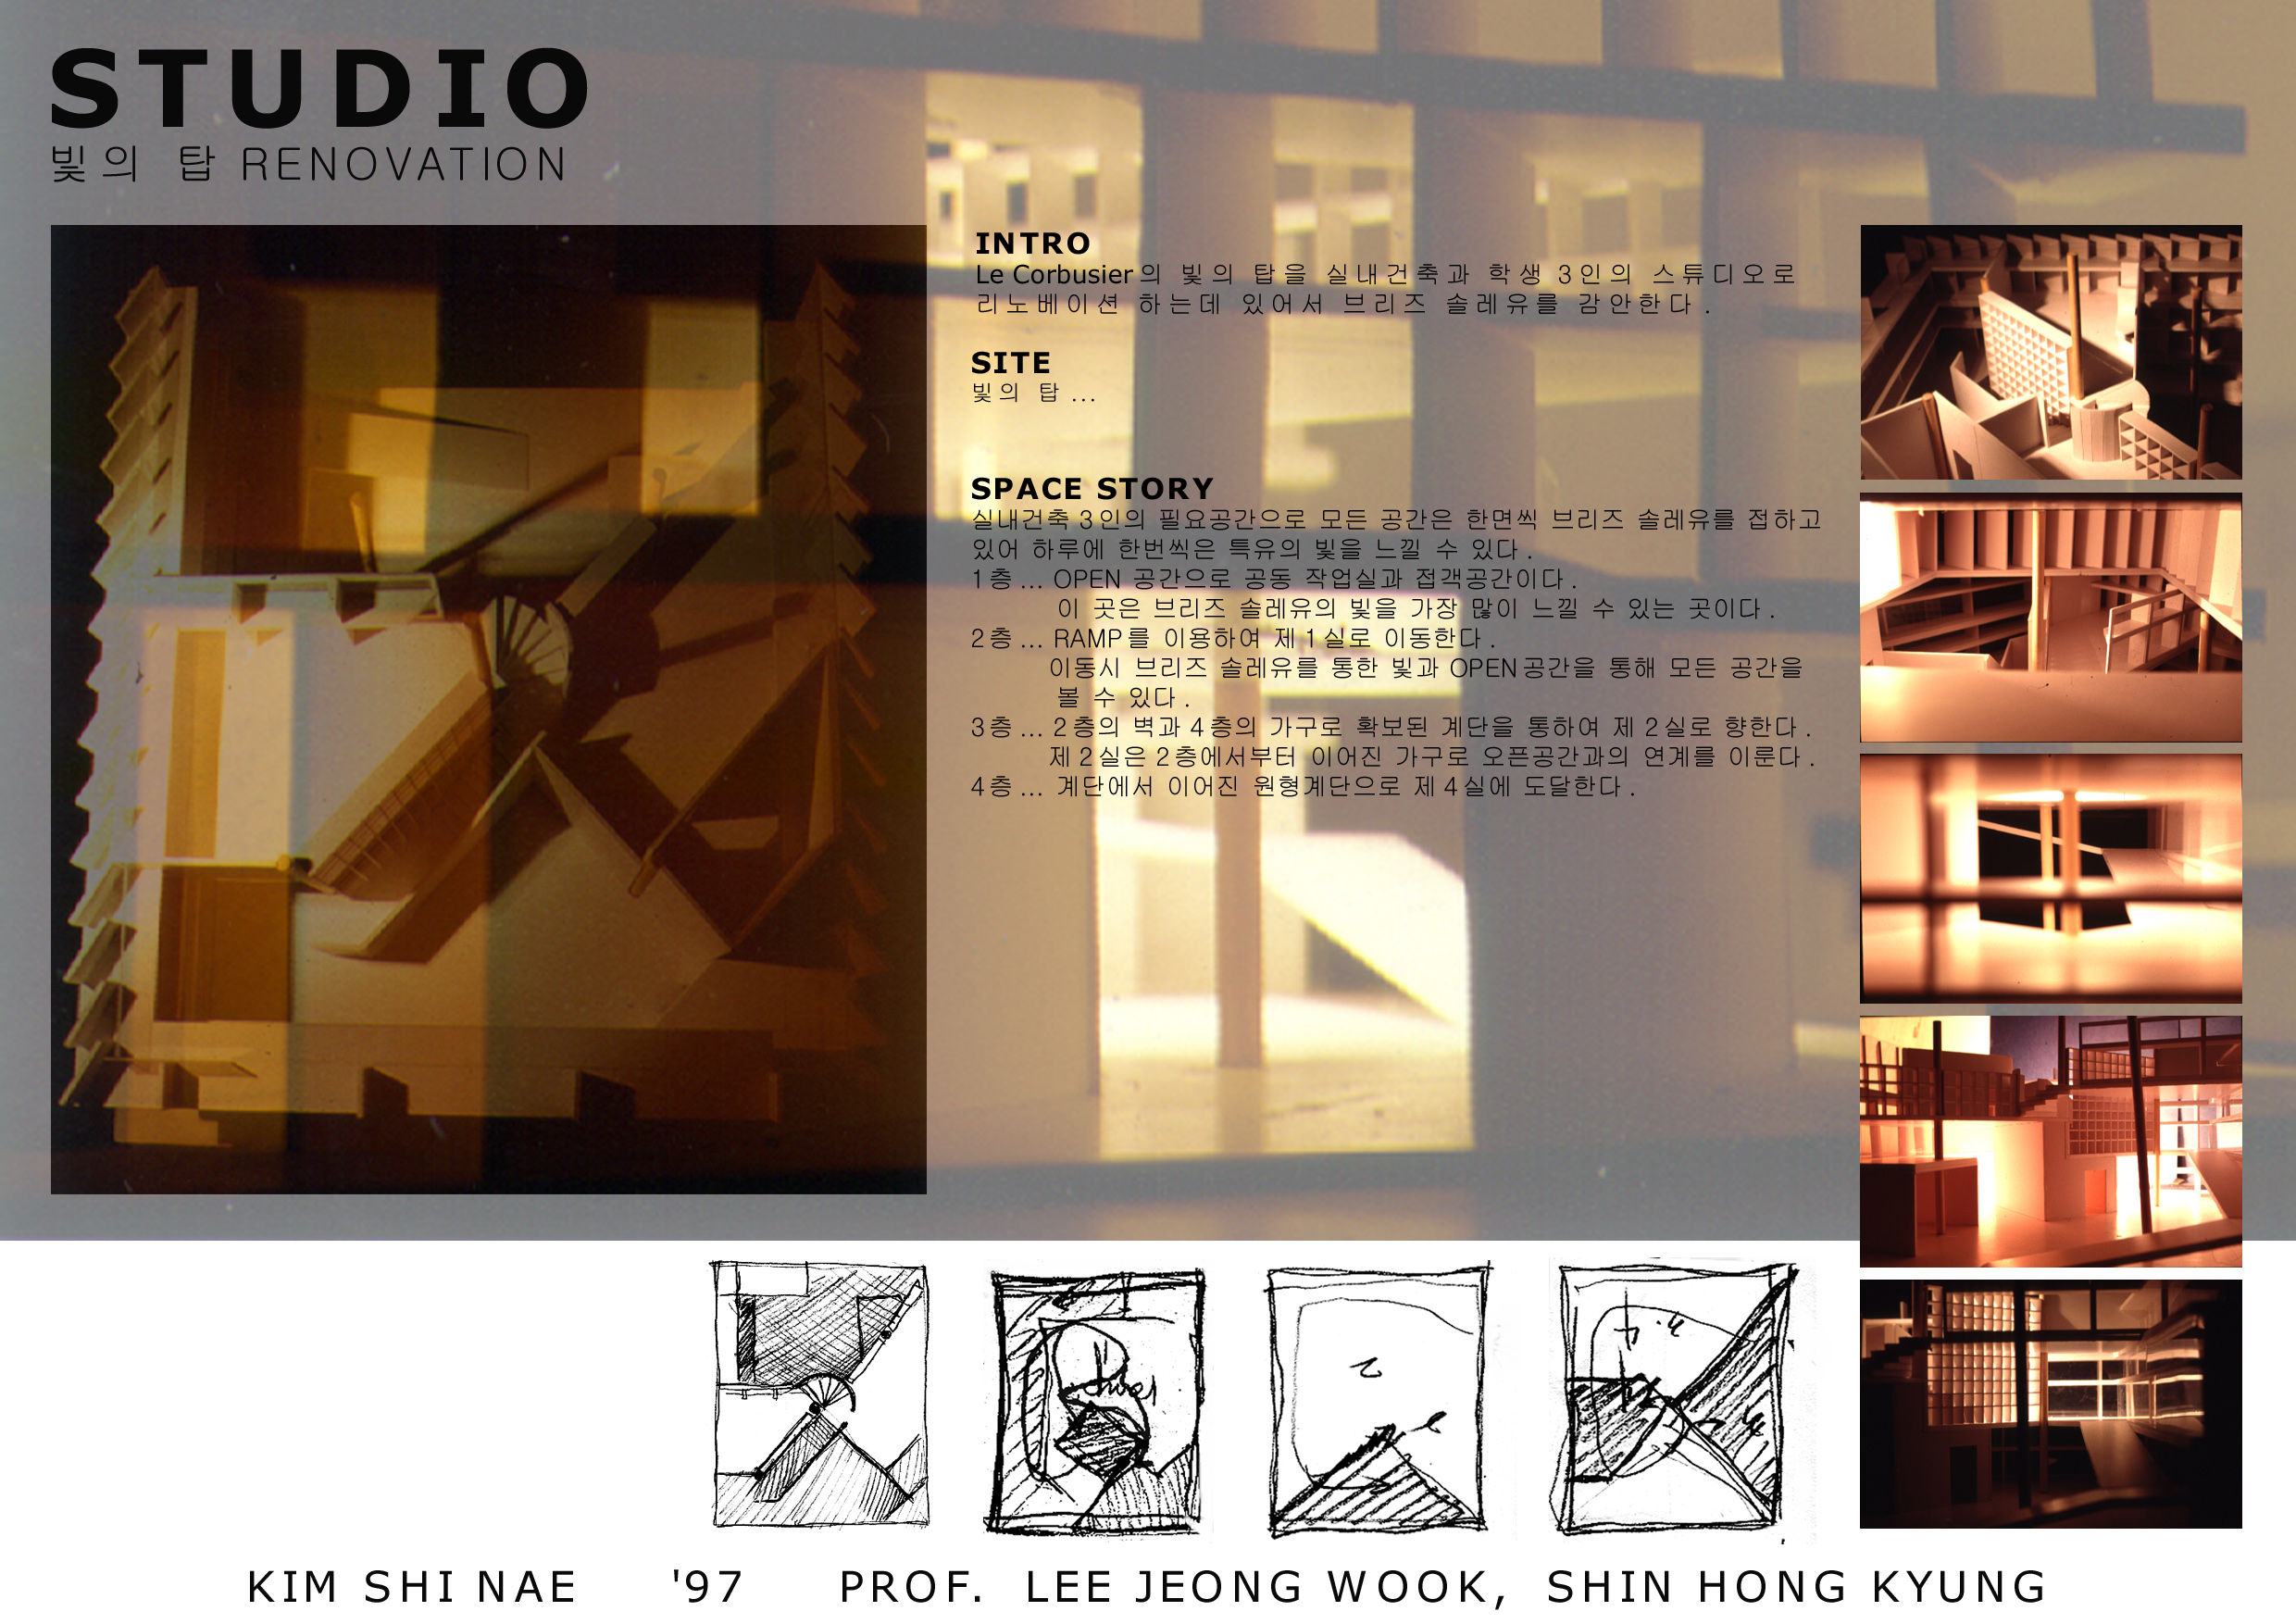 STUDIO
빛의 탑 RENOVATION
INTRO
Le Corbusier의 빛의 탑을 실내건축과 학생 3인의 스튜디오로
리노베이션 하는데 있어서 브리즈 솔레유를 감안한다.
SITE
빛의 탑 ...
SPACE STORY
실내건축 3인의 필요공간으로 모든 공간은 한면씩 브리즈 솔레유를 접하고
있어 하루에 한번씩은 특유의 빛을 느낄 수 있다.
1층 ... OPEN 공간으로 공동 작업실과 접객공간이다.
이 곳은 브리즈 솔레유의 빛을 가장 많이 느낄 수 있는 곳이다.
2층 ... RAMP를 이용하여 제1실로 이동한다.
이동시 브리즈 솔레유를 통한 빛과 OPEN공간을 통해 모든 공간을
볼 수 있다.
3층 ... 2층의 벽과 4층의 가구로 확보된 계단을 통하여 제2실로 향한다.
제2실은 2층에서부터 이어진 가구로 오픈공간과의 연계를 이룬다.
4층 ... 계단에서 이어진 원형계단으로 제4실에 도달한다.
KIM SHI NAE '97 PROF. LEE JEONG WOOK, SHIN HONG KYUNG